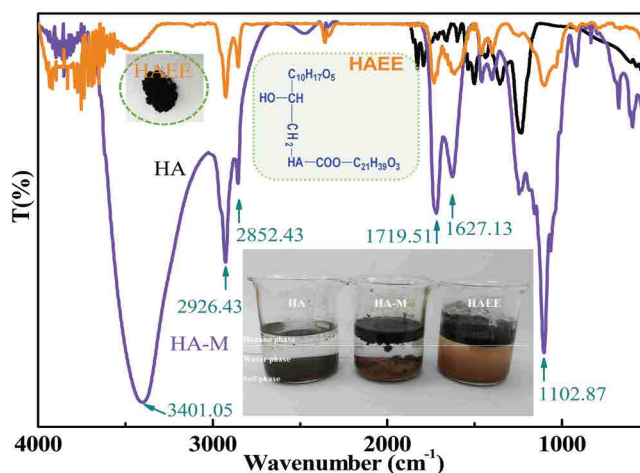 T(%)
HAEE
HAEE
C10H17O5
HO—CH
CH2
HA—COO—C21H39O3
HA
HA-M
2852.43
2926.43
3401.05
1719.51
1627.13
1102.87
HA
HA-M
HAEE
Hexane phase
Water phase
Soil phase
4000
3000
2000
1000
Wavenumber (cm-1)